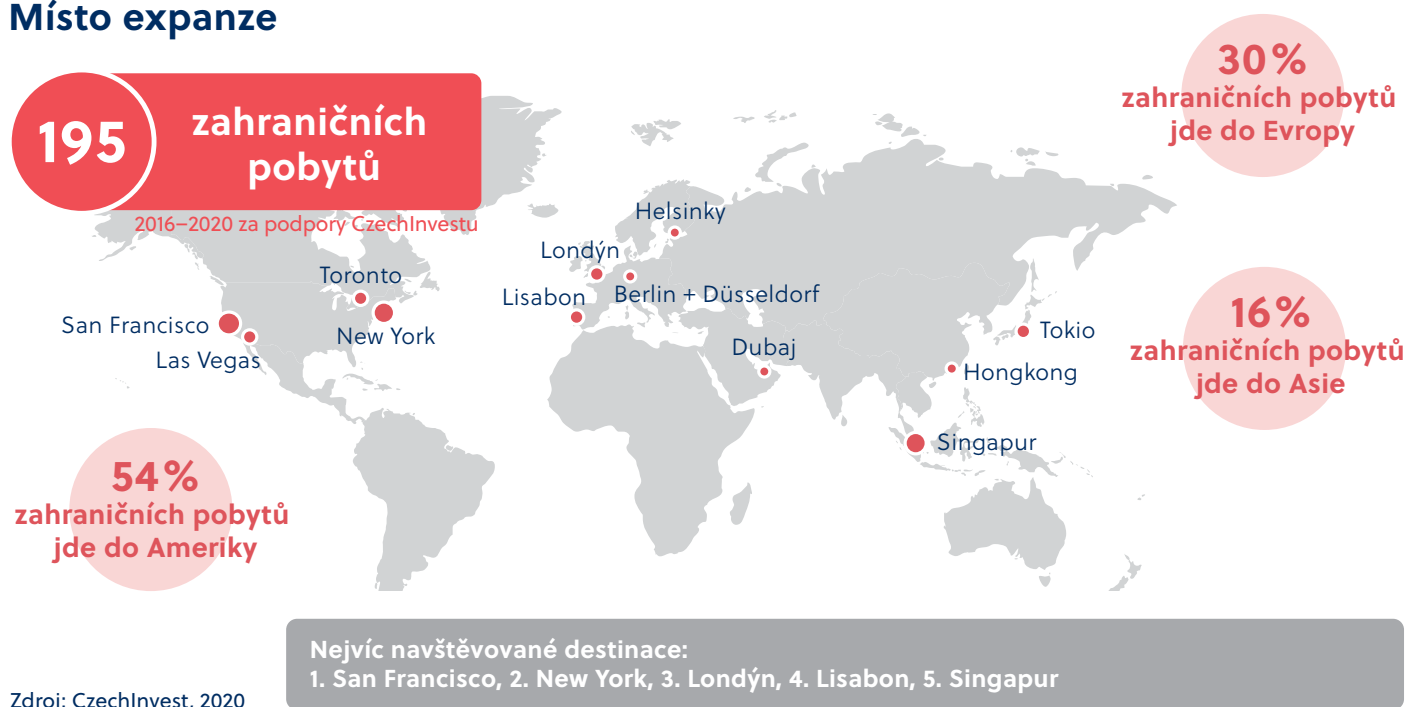 Místo expanze
195
zahraničních
pobytů
2016–2020 za podpory CzechInvestu
30 %
zahraničních pobytů
jde do Evropy
Helsinky
Londýn
Toronto
Lisabon
Berlin + Düsseldorf
San Francisco
New York
Las Vegas
Dubaj
Tokio
Hongkong
Singapur
16 %
zahraničních pobytů
jde do Asie
54 %
zahraničních pobytů
jde do Ameriky
Nejvíc navštěvované destinace:
1. San Francisco, 2. New York, 3. Londýn, 4. Lisabon, 5. Singapur
Zdroj: CzechInvest, 2020